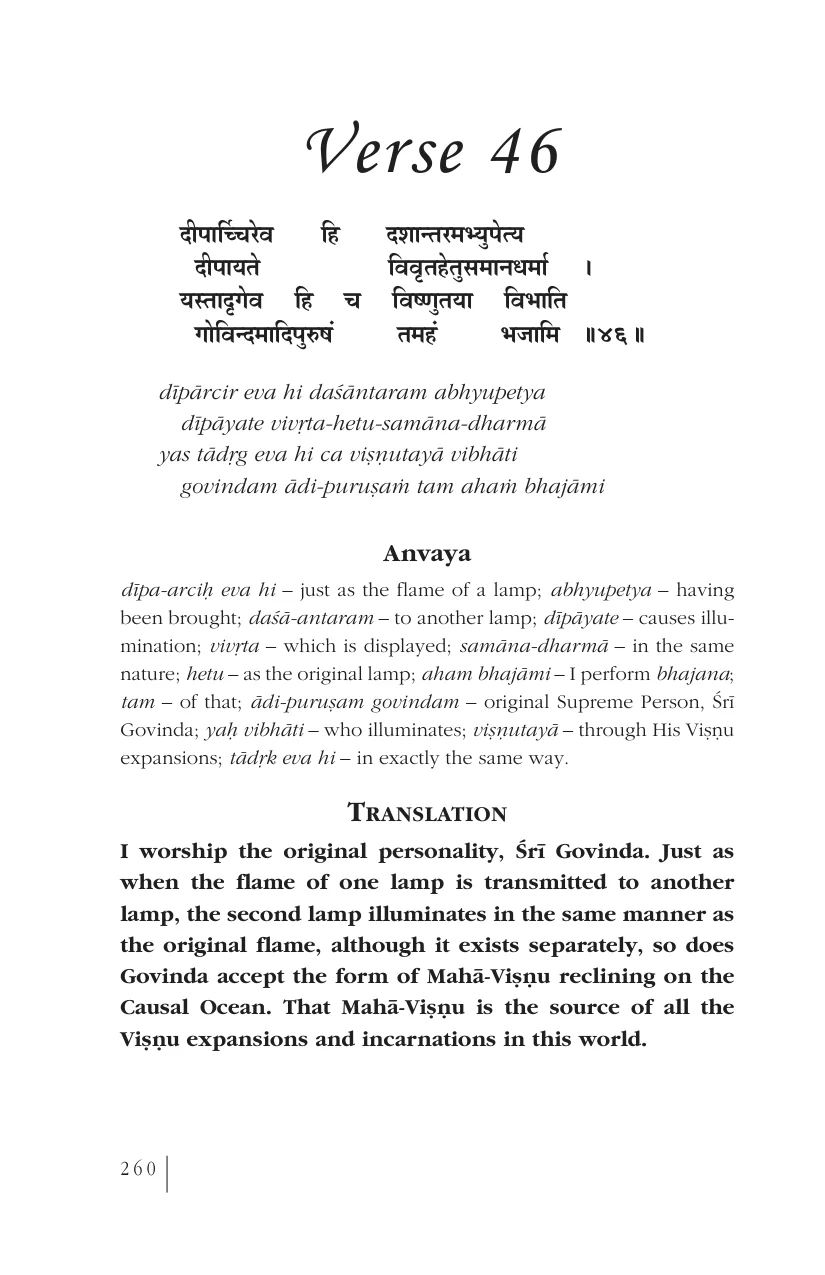 Verse 46
दीपार्च्चिरेव हि दशान्तरमभ्युपेत्य
दीपायते विवृतहेतुसमानधर्मा ।
यस्तादृगेव हि च विष्णुतया विभाति
गोविन्दमादिपुरुषं तमहं भजामि ॥४६॥
dīpārcir eva hi daśāntaram abhyupetya
dīpāyate vivṛta-hetu-samāna-dharmā
yas tādṛg eva hi ca viṣṇutayā vibhāti
govindam ādi-puruṣaṁ tam ahaṁ bhajāmi
Anvaya
dīpa-arciḥ eva hi – just as the flame of a lamp; abhyupetya – having
been brought; daśā-antaram – to another lamp; dīpāyate – causes illu-
mination; vivṛta – which is displayed; samāna-dharmā – in the same
nature; hetu – as the original lamp; aham bhajāmi – I perform bhajana;
tam – of that; ādi-puruṣam govindam – original Supreme Person, Śrī
Govinda; yaḥ vibhāti – who illuminates; viṣṇutayā – through His Viṣṇu
expansions; tādṛk eva hi – in exactly the same way.
TRANSLATION
I worship the original personality, Śrī Govinda. Just as
when the flame of one lamp is transmitted to another
lamp, the second lamp illuminates in the same manner as
the original flame, although it exists separately, so does
Govinda accept the form of Mahā-Viṣṇu reclining on the
Causal Ocean. That Mahā-Viṣṇu is the source of all the
Viṣṇu expansions and incarnations in this world.
260